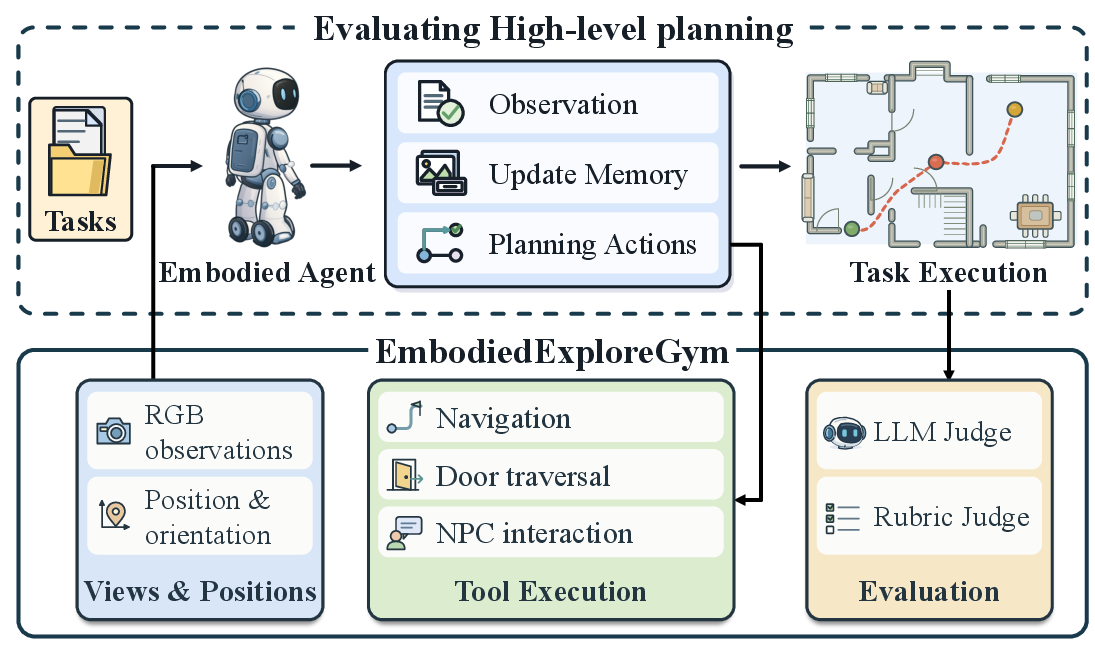 Evaluating High-level planning
Tasks
Embodied Agent
Observation
Update Memory
Planning Actions
Task Execution
EmbodiedExploreGym
RGB
observations
Position &
orientation
Views & Positions
Navigation
Door traversal
NPC interaction
Tool Execution
LLM Judge
Rubric Judge
Evaluation